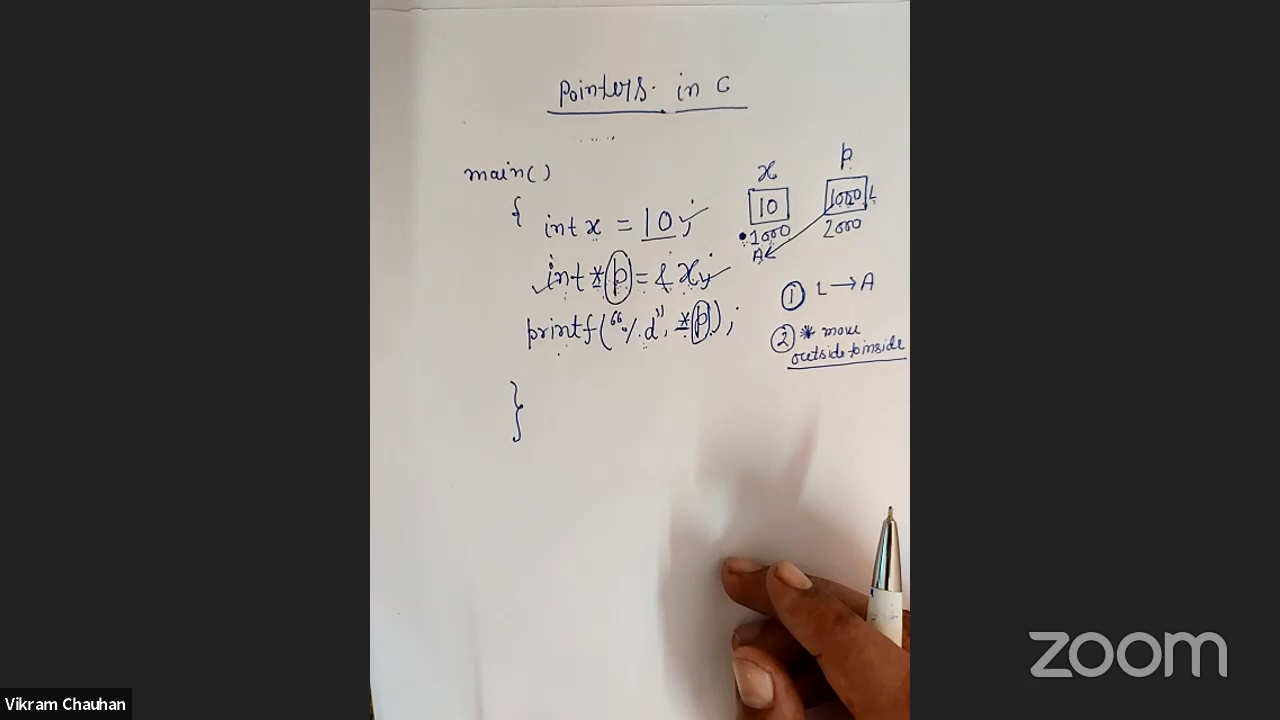 Pointers. in C
main()
{ int x = 10;
int *p = & x;
printf("%d", *p);
}
x
10
1000
A
p
1000 L
2000
① L → A
② * move
outside to inside
zoom
Vikram Chauhan